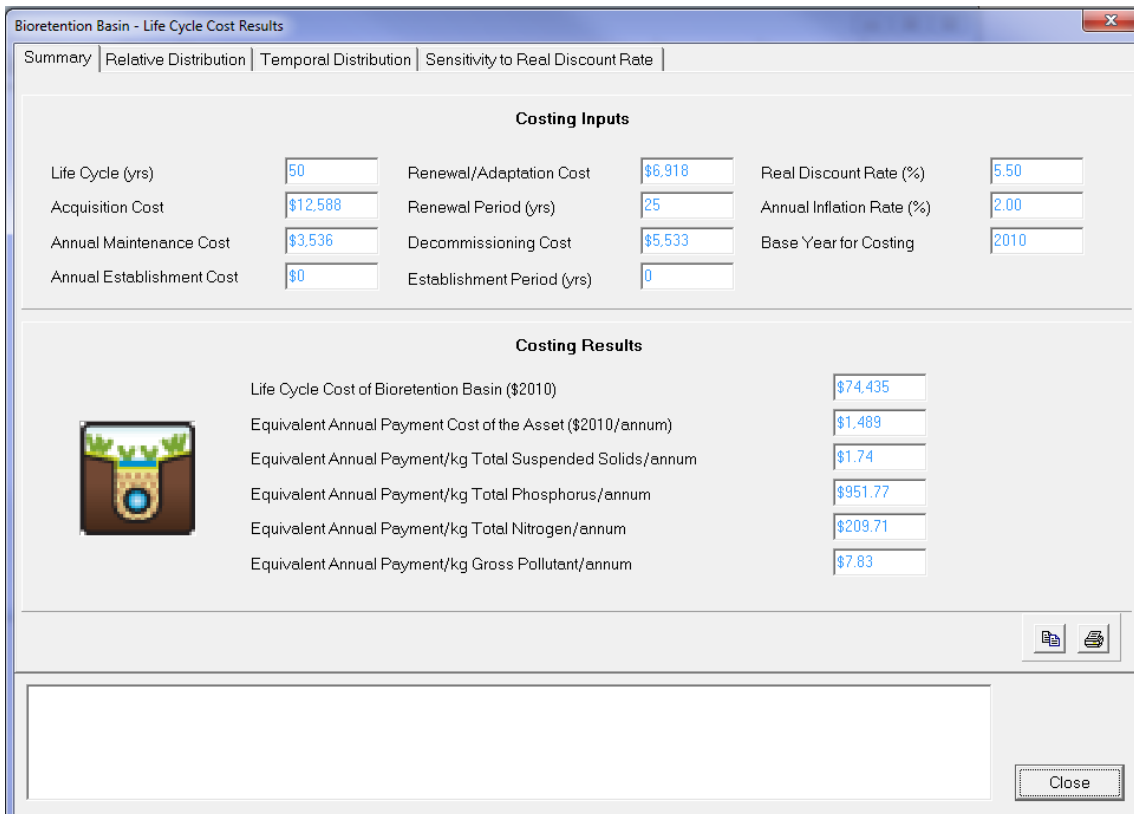 Bioretention Basin - Life Cycle Cost Results
x
Summary Relative Distribution Temporal Distribution Sensitivity to Real Discount Rate
Costing Inputs
Life Cycle (yrs) 50 Renewal/Adaptation Cost $6,918 Real Discount Rate (%) 5.50
Acquisition Cost $12,588 Renewal Period (yrs) 25 Annual Inflation Rate (%) 2.00
Annual Maintenance Cost $3,536 Decommissioning Cost $5,533 Base Year for Costing 2010
Annual Establishment Cost $0 Establishment Period (yrs) 0
Costing Results
Life Cycle Cost of Bioretention Basin ($2010) $74,435
Equivalent Annual Payment Cost of the Asset ($2010/annum) $1,489
Equivalent Annual Payment/kg Total Suspended Solids/annum $1.74
Equivalent Annual Payment/kg Total Phosphorus/annum $951.77
Equivalent Annual Payment/kg Total Nitrogen/annum $209.71
Equivalent Annual Payment/kg Gross Pollutant/annum $7.83
Close